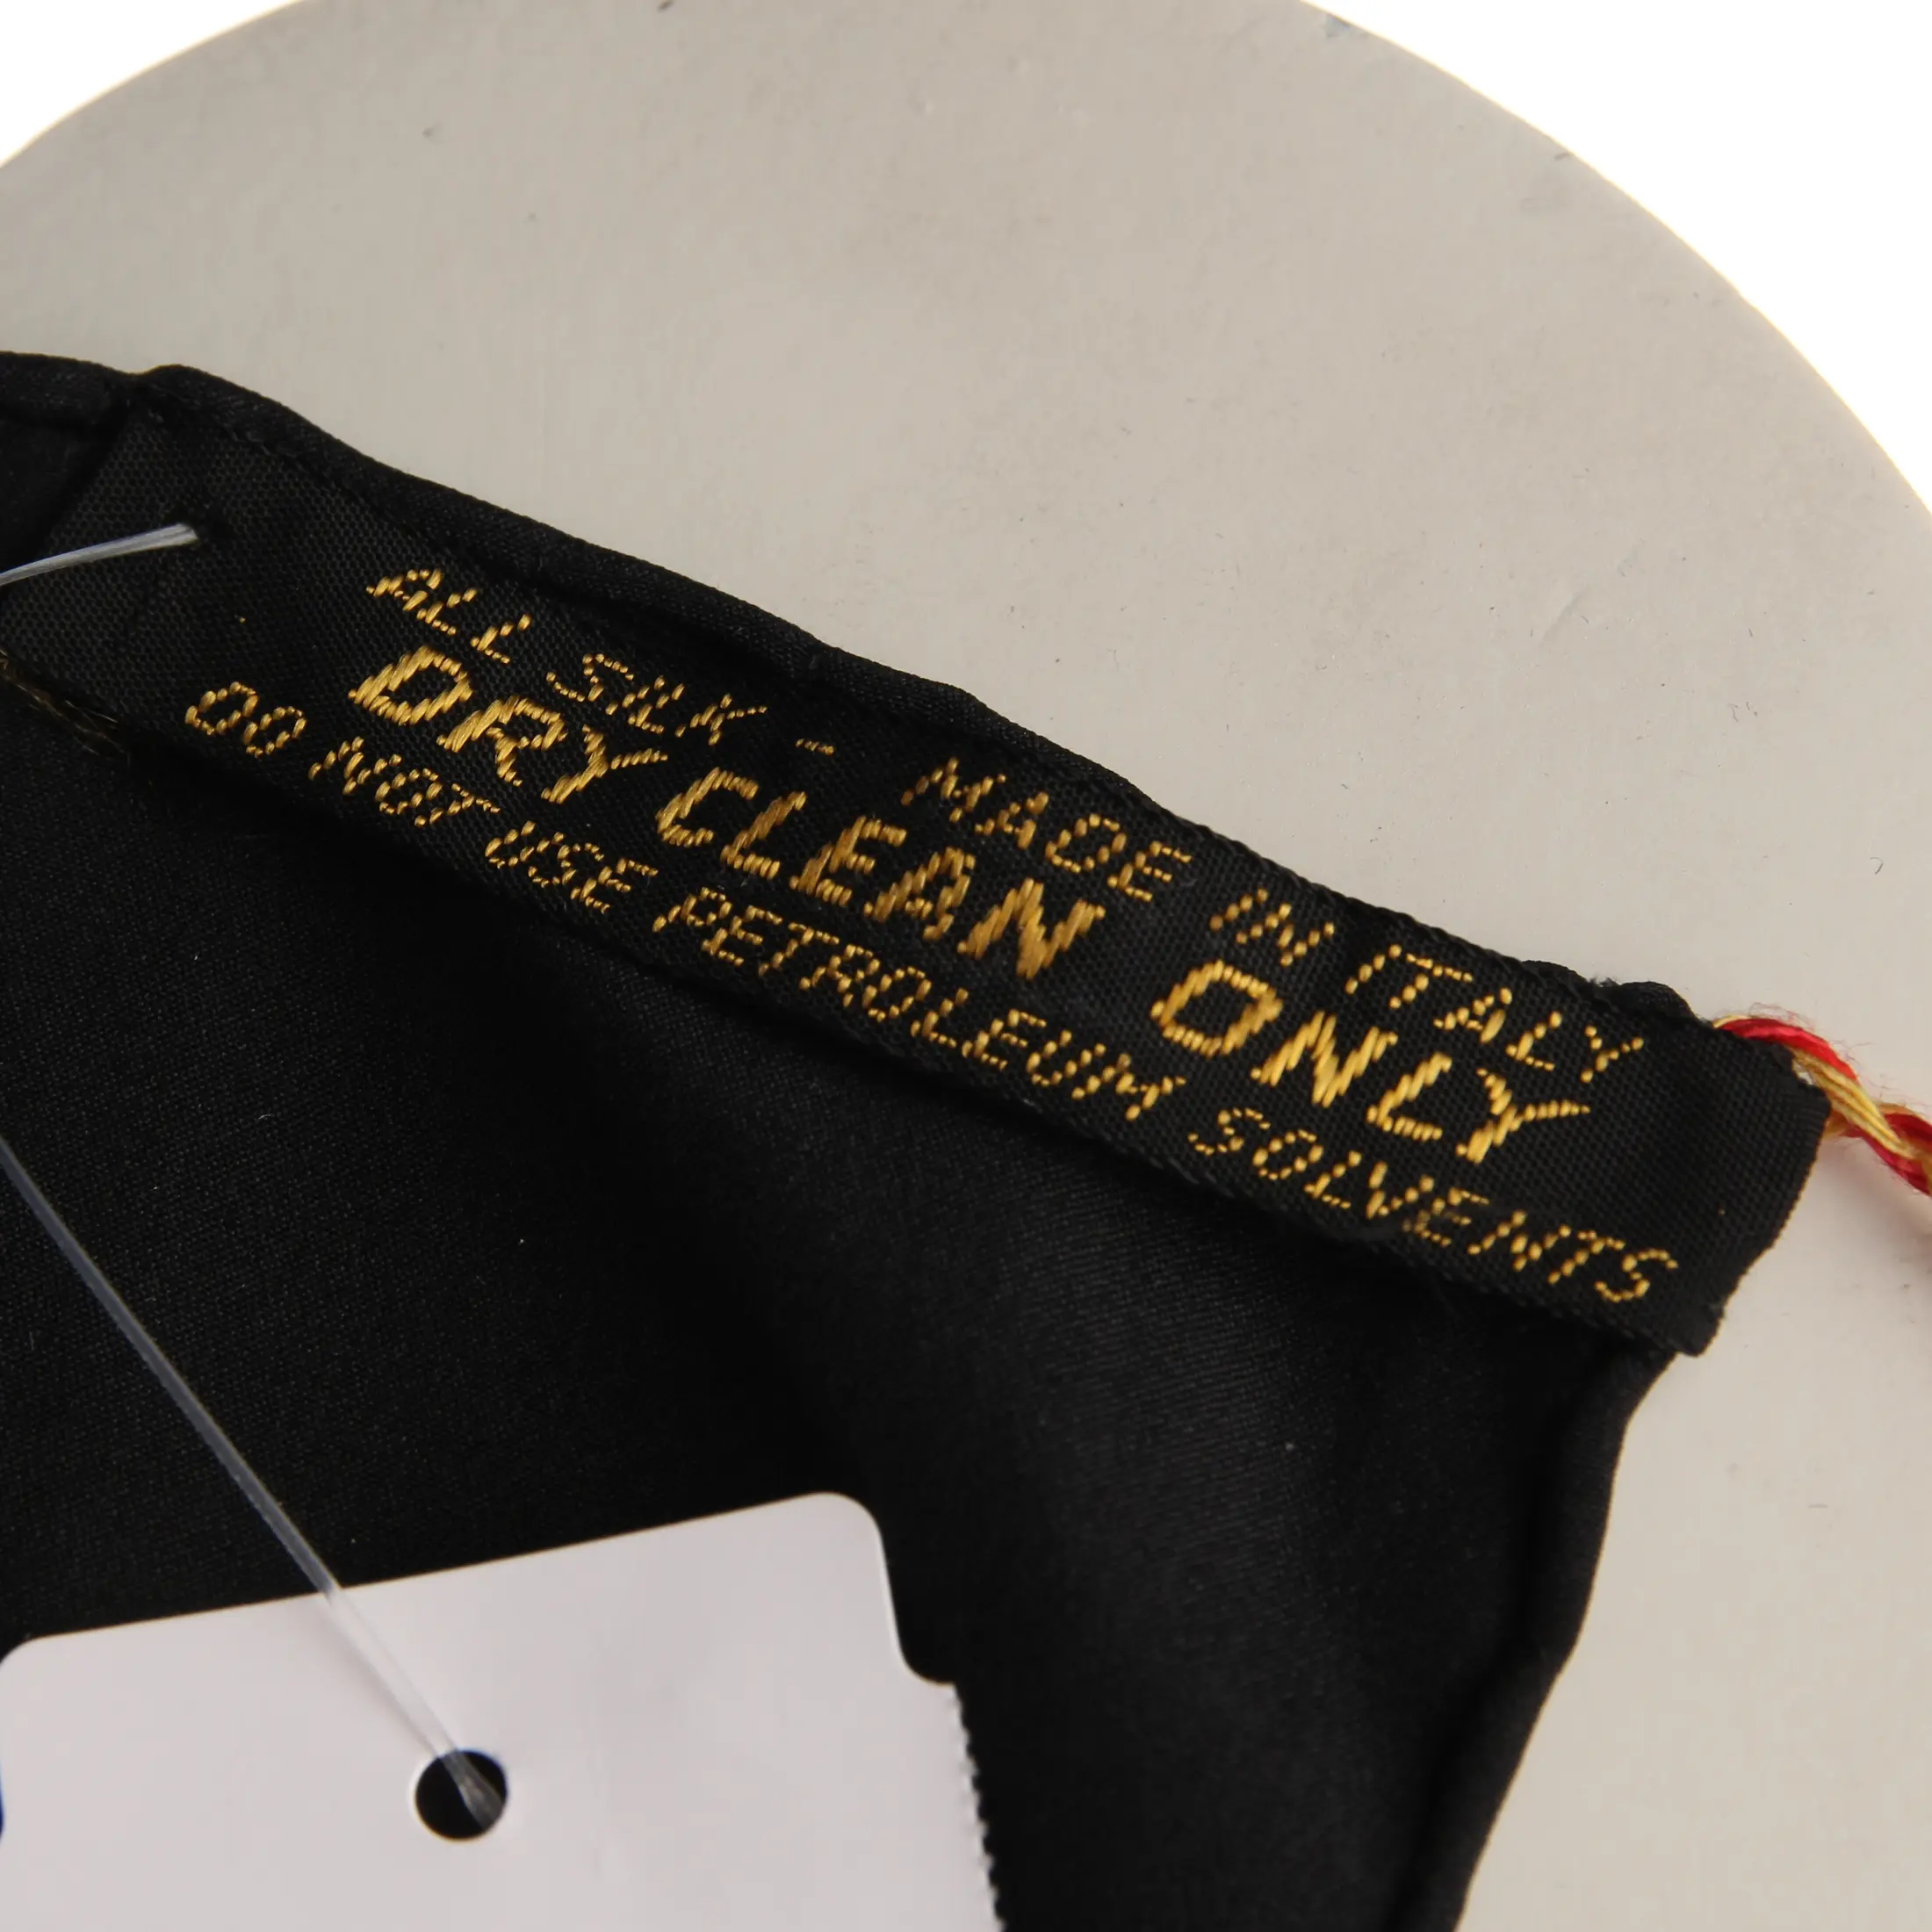 ALL SILK - MADE IN ITALY
DRY CLEAN ONLY
DO NOT USE PETROLEUM SOLVENTS